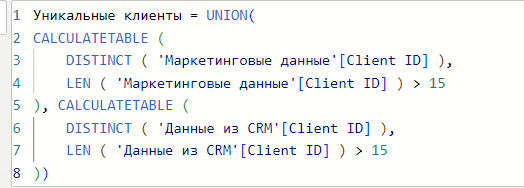 1 Уникальные клиенты = UNION(
2 CALCULATETABLE (
3 DISTINCT ( 'Маркетинговые данные'[Client ID] ),
4 LEN ( 'Маркетинговые данные'[Client ID] ) > 15
5 ), CALCULATETABLE (
6 DISTINCT ( 'Данные из CRM'[Client ID] ),
7 LEN ( 'Данные из CRM'[Client ID] ) > 15
8 ))